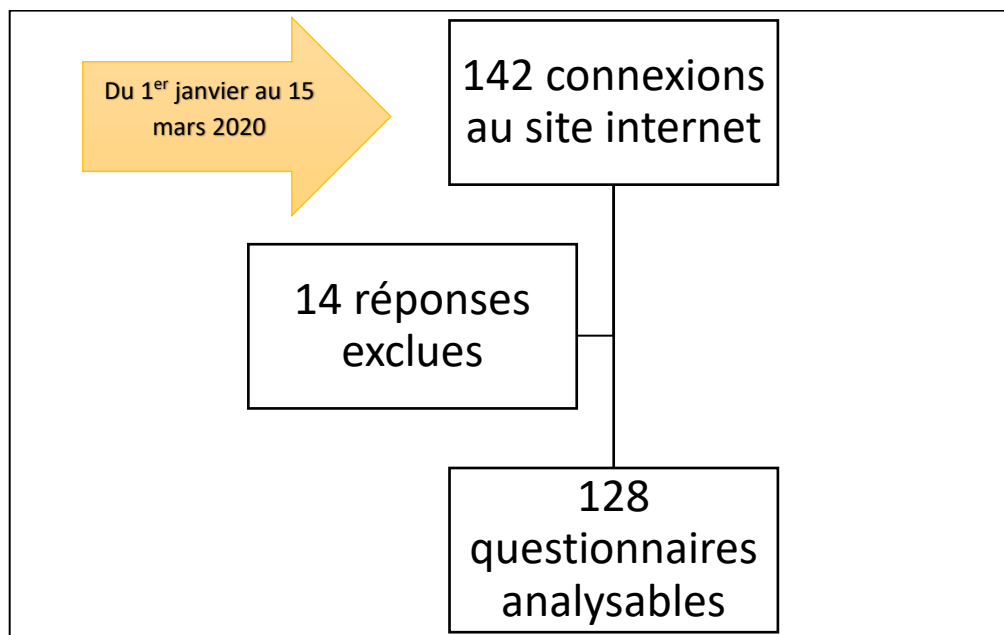 Du 1er janvier au 15
mars 2020
142 connexions
au site internet
14 réponses
exclues
128
questionnaires
analysables